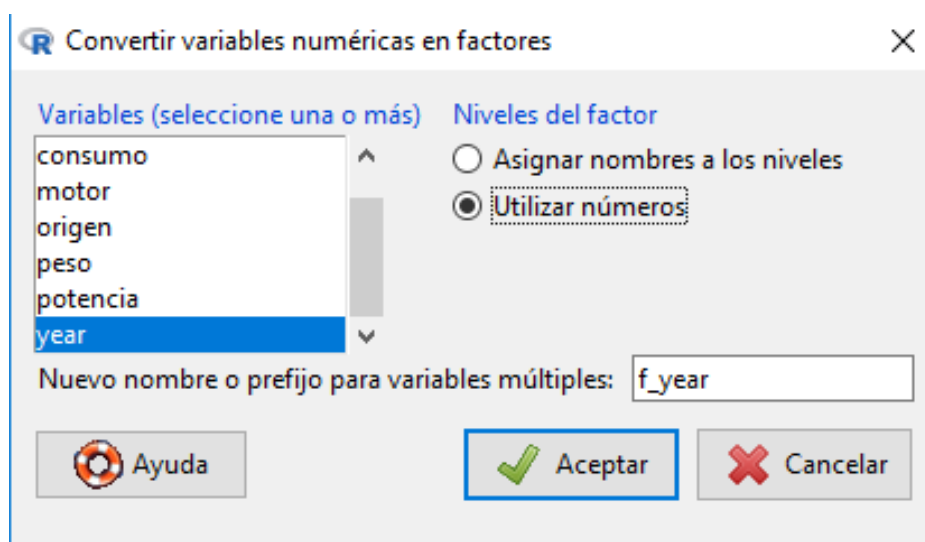 Convertir variables numéricas en factores
Variables (seleccione una o más)
consumo
motor
origen
peso
potencia
year
Niveles del factor
Asignar nombres a los niveles
Utilizar números
Nuevo nombre o prefijo para variables múltiples: f_year
Ayuda
Aceptar
Cancelar